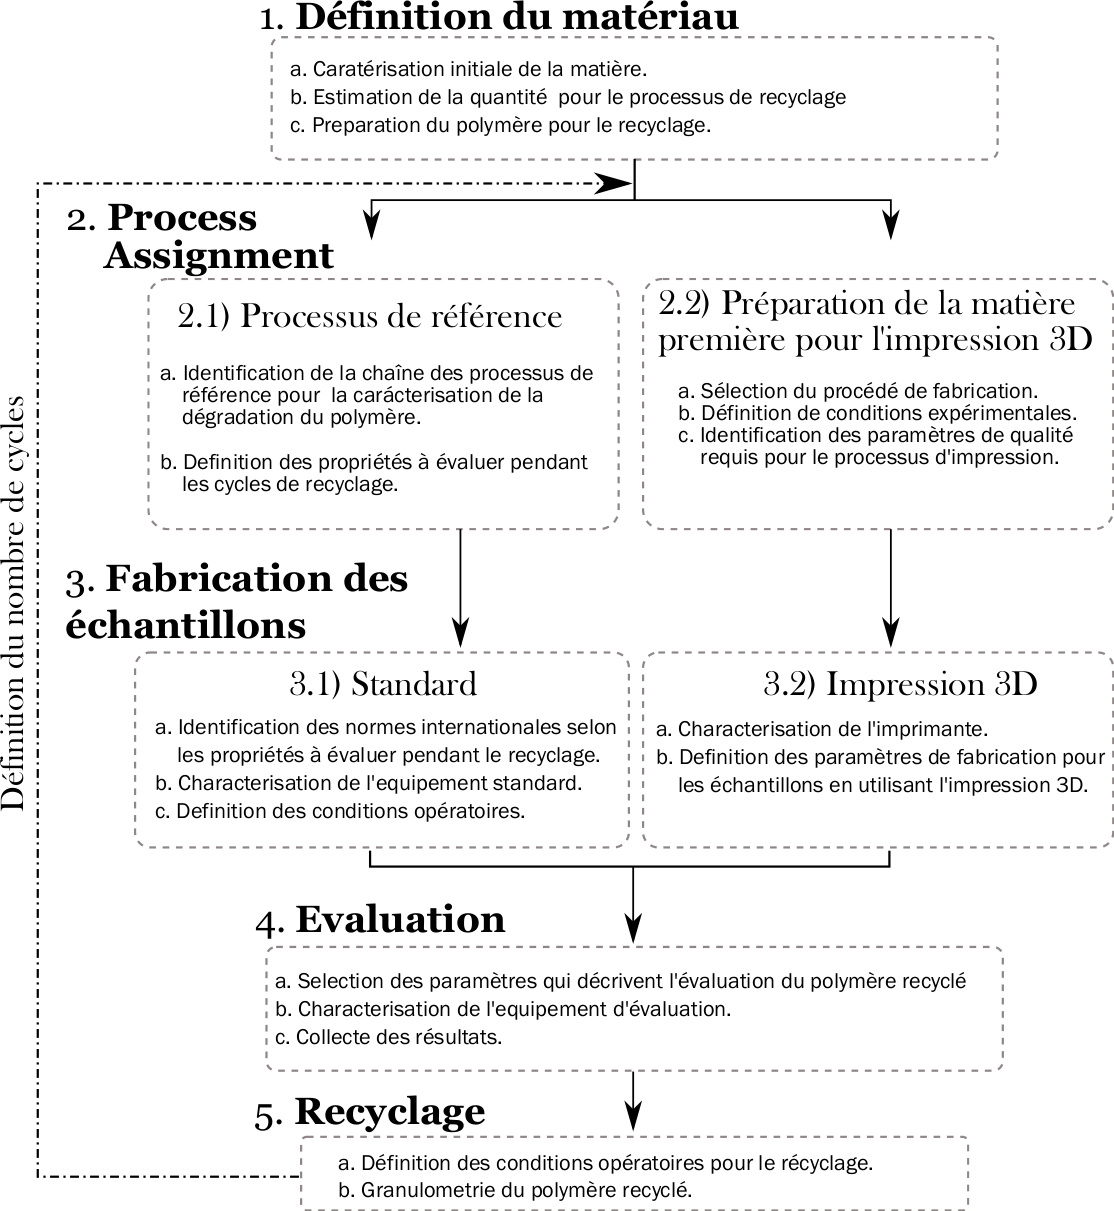 1. Définition du matériau
a. Caratérisation initiale de la matière.
b. Estimation de la quantité pour le processus de recyclage
c. Preparation du polymère pour le recyclage.
Définition du nombre de cycles
2. Process
Assignment
2.1) Processus de référence
a. Identification de la chaîne des processus de
référence pour la carácterisation de la
dégradation du polymère.
b. Definition des propriétés à évaluer pendant
les cycles de recyclage.
2.2) Préparation de la matière
première pour l'impression 3D
a. Sélection du procédé de fabrication.
b. Définition de conditions expérimentales.
c. Identification des paramètres de qualité
requis pour le processus d'impression.
3. Fabrication des
échantillons
3.1) Standard
a. Identification des normes internationales selon
les propriétés à évaluer pendant le recyclage.
b. Characterisation de l'equipement standard.
c. Definition des conditions opératoires.
3.2) Impression 3D
a. Characterisation de l'imprimante.
b. Definition des paramètres de fabrication pour
les échantillons en utilisant l'impression 3D.
4. Evaluation
a. Selection des paramètres qui décrivent l'évaluation du polymère recyclé
b. Characterisation de l'equipement d'évaluation.
c. Collecte des résultats.
5. Recyclage
a. Définition des conditions opératoires pour le récyclage.
b. Granulometrie du polymère recyclé.